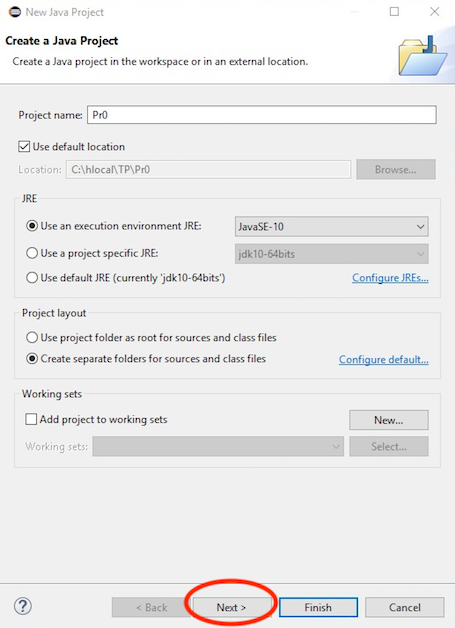 New Java Project
Create a Java Project
Create a Java project in the workspace or in an external location.
Project name: Pr0
Use default location
Location: C:\hlocal\TP\Pr0 Browse...
JRE
Use an execution environment JRE: JavaSE-10
Use a project specific JRE: jdk10-64bits
Use default JRE (currently 'jdk10-64bits') Configure JREs...
Project layout
Use project folder as root for sources and class files
Create separate folders for sources and class files Configure default...
Working sets
Add project to working sets New...
Working sets: Select...
? < Back Next > Finish Cancel